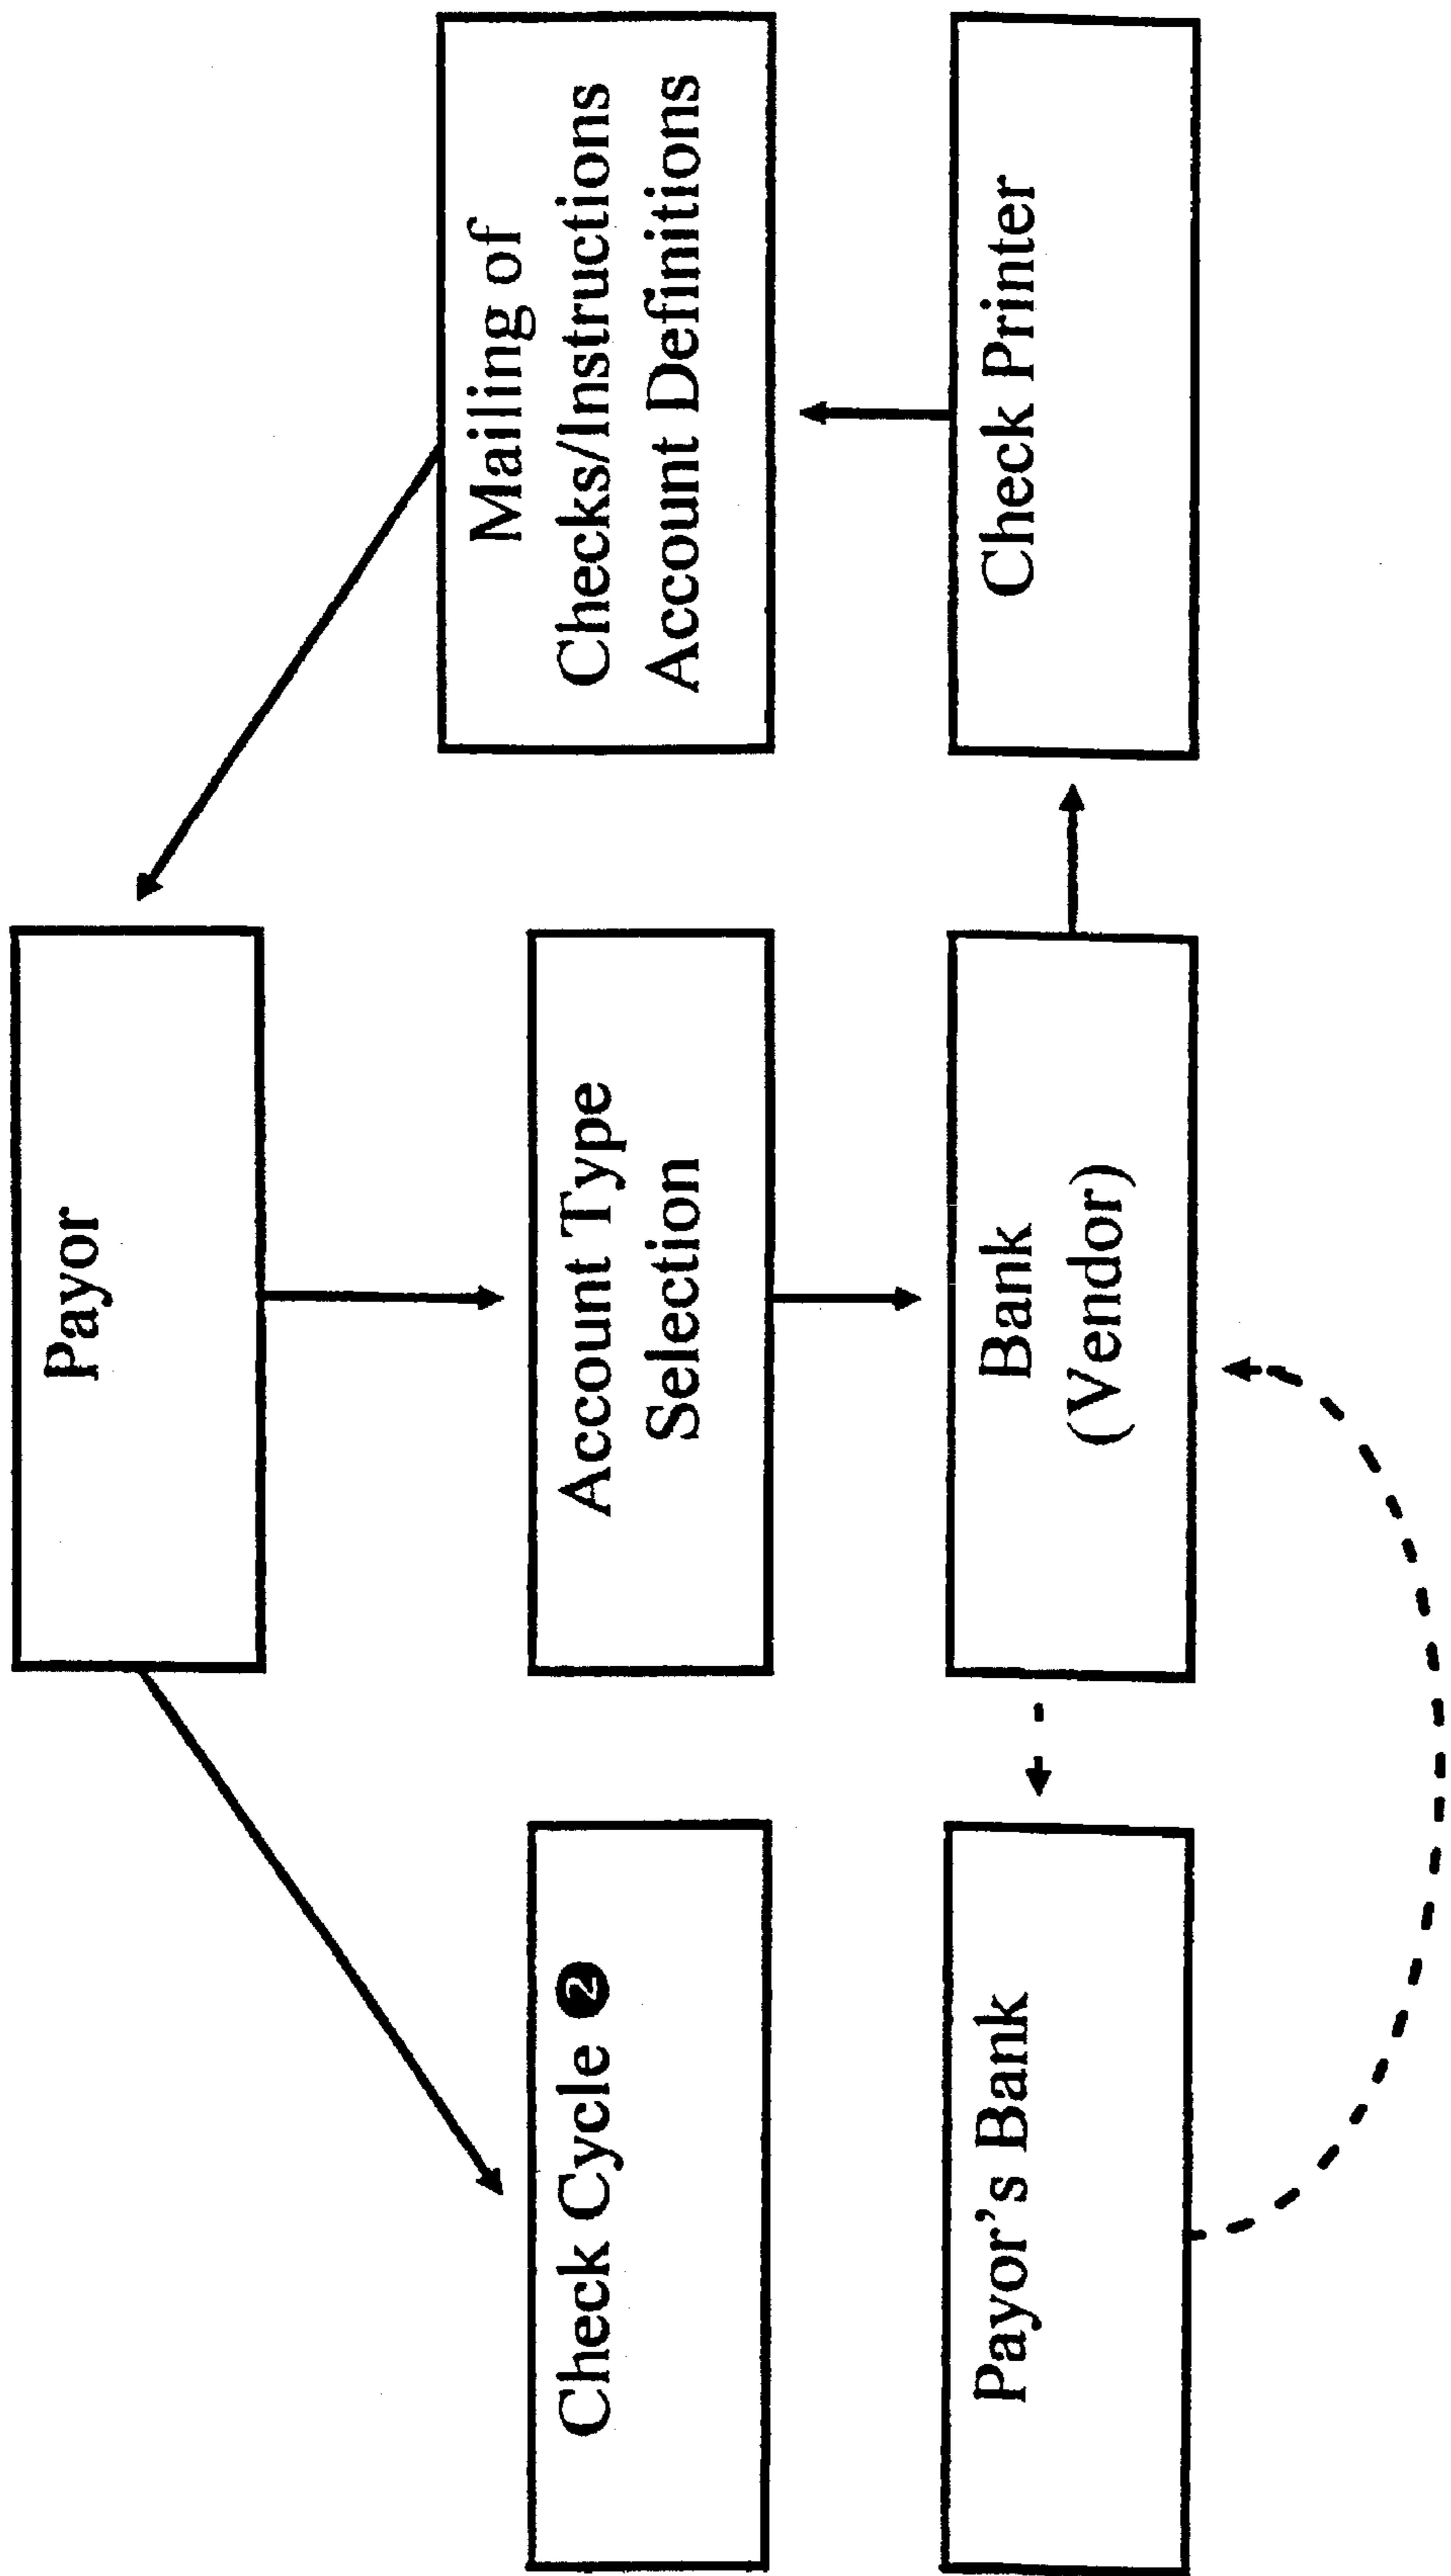 Payor
Check Cycle ❷
Account Type
Selection
Mailing of
Checks/Instructions
Account Definitions
Payor's Bank
Bank
(Vendor)
Check Printer